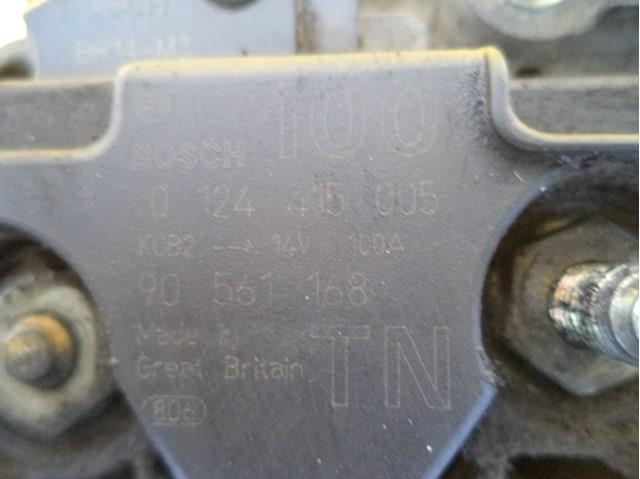 100
BOSCH
0 124 415 005
KCB2 → 14V 100A
90 561 168
Made in
Great Britain
TN
806